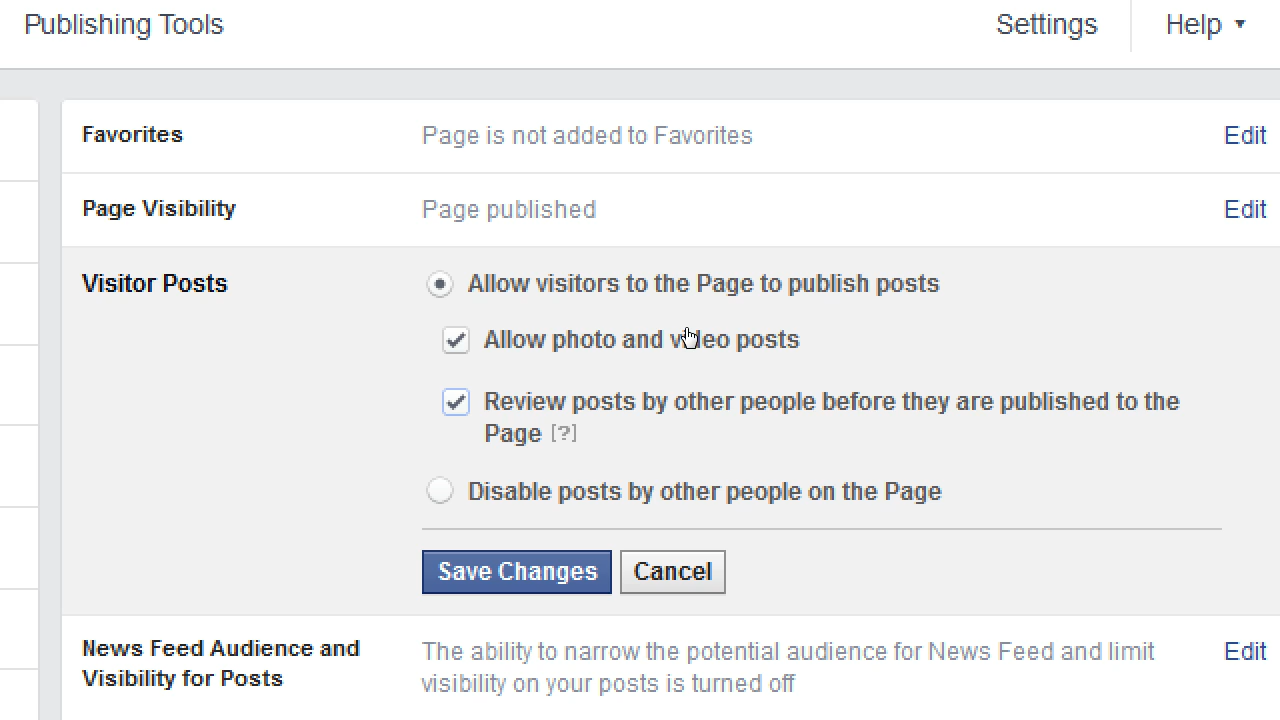 Publishing Tools Settings Help
Favorites Page is not added to Favorites Edit
Page Visibility Page published Edit
Visitor Posts Allow visitors to the Page to publish posts
Allow photo and video posts
Review posts by other people before they are published to the
Page [?]
Disable posts by other people on the Page
Save Changes Cancel
News Feed Audience and The ability to narrow the potential audience for News Feed and limit Edit
Visibility for Posts visibility on your posts is turned off